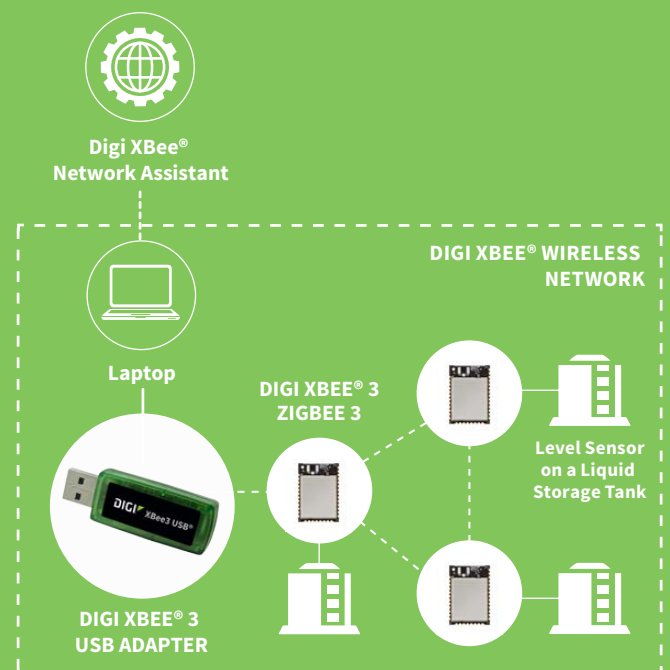 Digi XBee®
Network Assistant
DIGI XBEE® WIRELESS
NETWORK
Laptop
DIGI XBEE® 3
ZIGBEE 3
Level Sensor
on a Liquid
Storage Tank
DIGI XBee3 USB®
DIGI XBEE® 3
USB ADAPTER